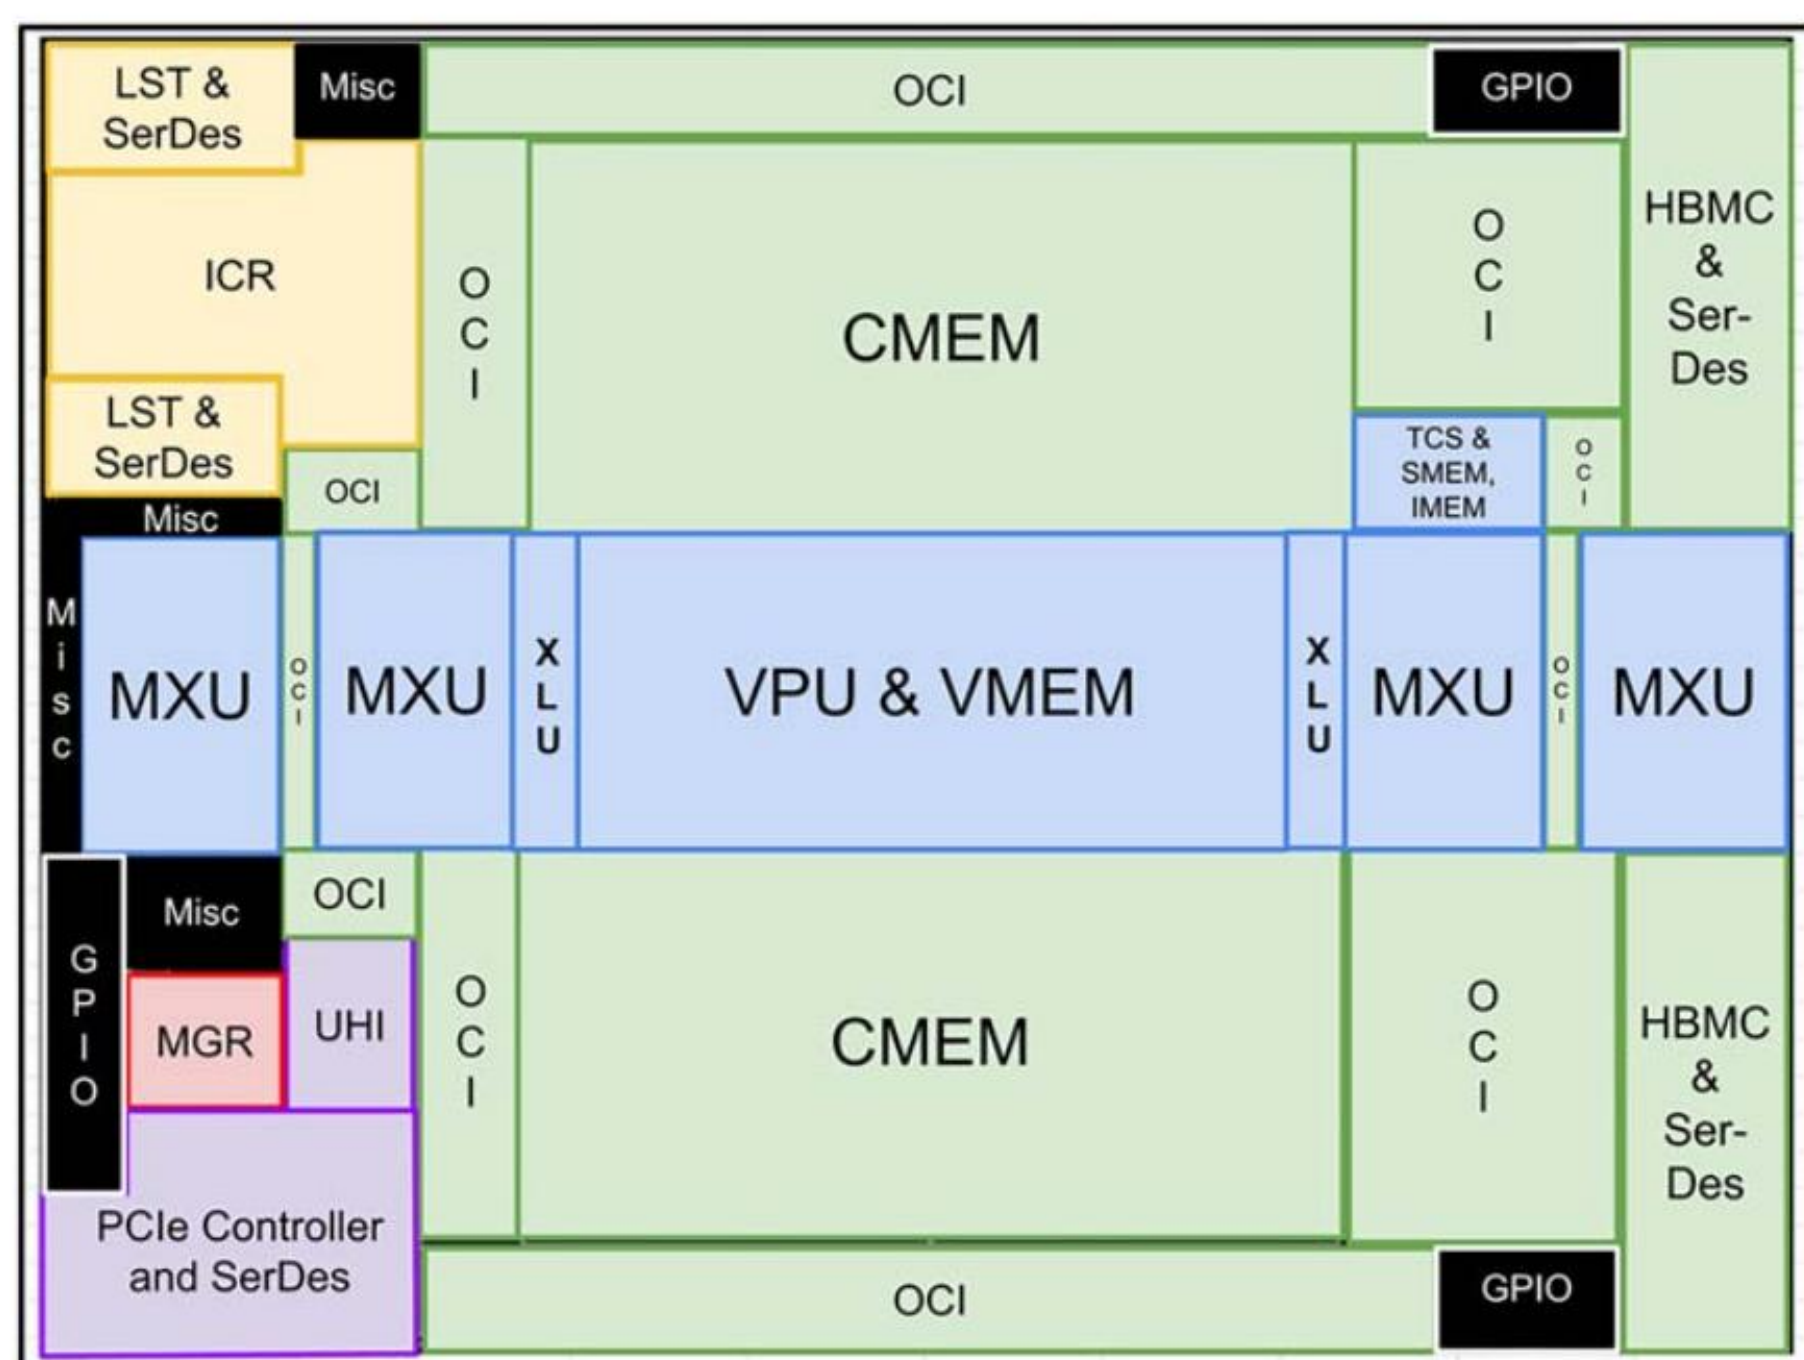 LST &
SerDes
Misc
OCI
GPIO
HBMC
&
Ser-
Des
ICR
O
C
I
CMEM
O
C
I
LST &
SerDes
OCI
TCS &
SMEM,
IMEM
O
C
I
Misc
M
i
s
c
MXU
O
C
I
MXU
X
L
U
VPU & VMEM
X
L
U
MXU
O
C
I
MXU
G
P
I
O
Misc
OCI
MGR
UHI
O
C
I
CMEM
O
C
I
HBMC
&
Ser-
Des
PCIe Controller
and SerDes
OCI
GPIO